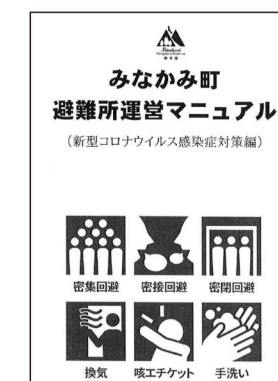 みなかみ町
避難所運営マニュアル
(新型コロナウイルス感染症対策編)
密集回避 密接回避 密閉回避
換気 咳エチケット 手洗い